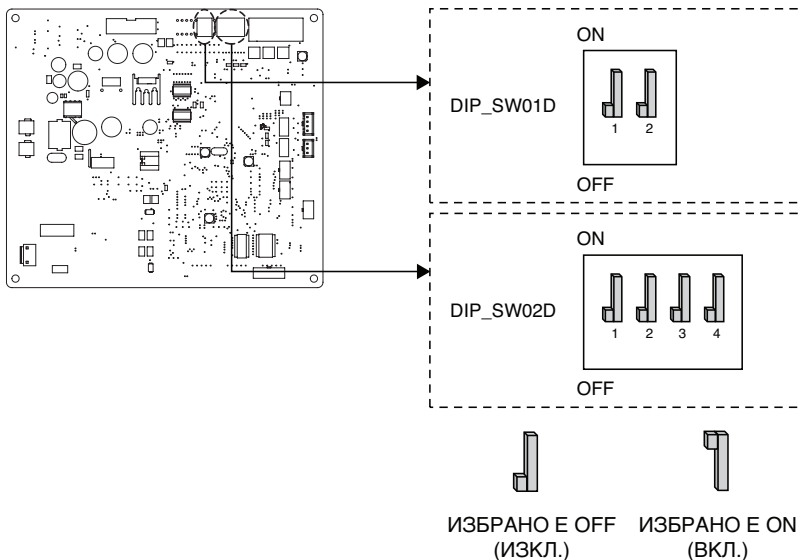 ON
DIP_SW01D
1 2
OFF
ON
DIP_SW02D
1 2 3 4
OFF
ИЗБРАНО Е OFF
(ИЗКЛ.)
ИЗБРАНО Е ON
(ВКЛ.)